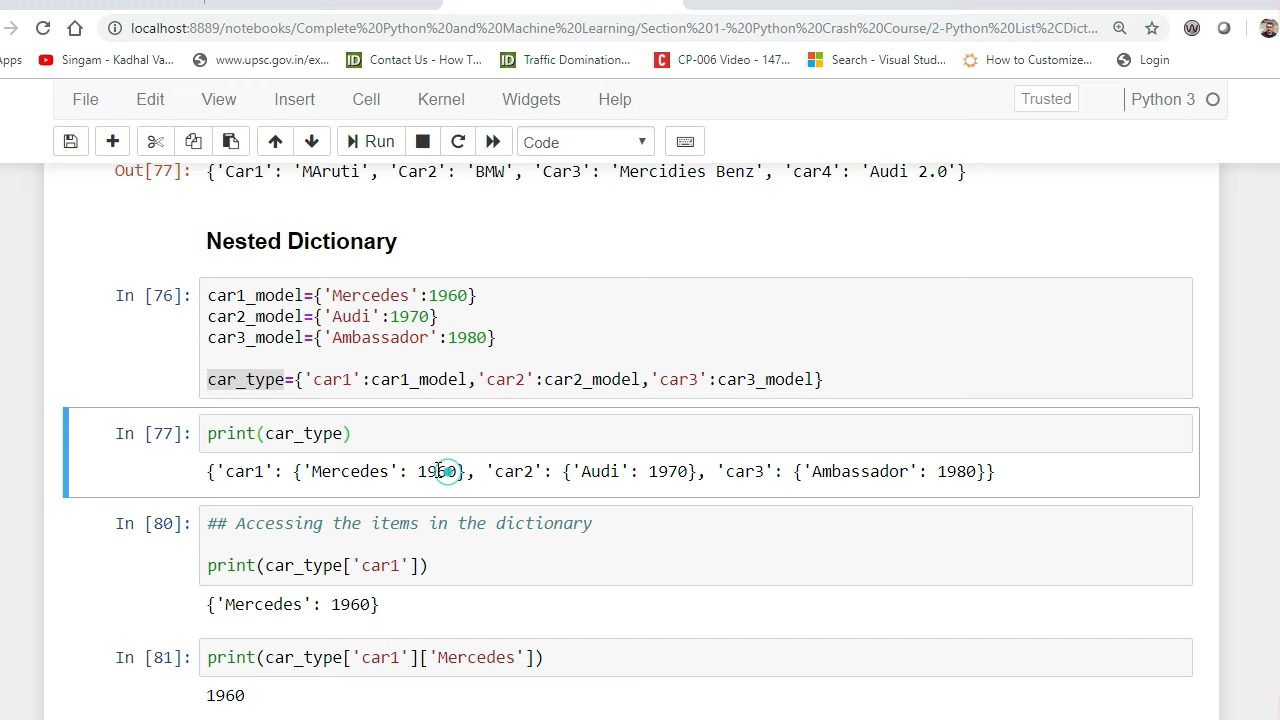 localhost:8889/notebooks/Complete%20Python%20and%20Machine%20Learning/Section%201-%20Python%20Crash%20Course/2-Python%20List%2CDict...
Apps Singam - Kadhal Va... www.upsc.gov.in/ex... Contact Us - How T... Traffic Domination... CP-006 Video - 147... Search - Visual Stud... How to Customize... Login
File Edit View Insert Cell Kernel Widgets Help Trusted Python 3
Run Code
Out[77]: {'Car1': 'MAruti', 'Car2': 'BMW', 'Car3': 'Mercidies Benz', 'car4': 'Audi 2.0'}
Nested Dictionary
In [76]: car1_model={'Mercedes':1960}
car2_model={'Audi':1970}
car3_model={'Ambassador':1980}
car_type={'car1':car1_model,'car2':car2_model,'car3':car3_model}
In [77]: print(car_type)
{'car1': {'Mercedes': 1960}, 'car2': {'Audi': 1970}, 'car3': {'Ambassador': 1980}}
In [80]: ## Accessing the items in the dictionary
print(car_type['car1'])
{'Mercedes': 1960}
In [81]: print(car_type['car1']['Mercedes'])
1960